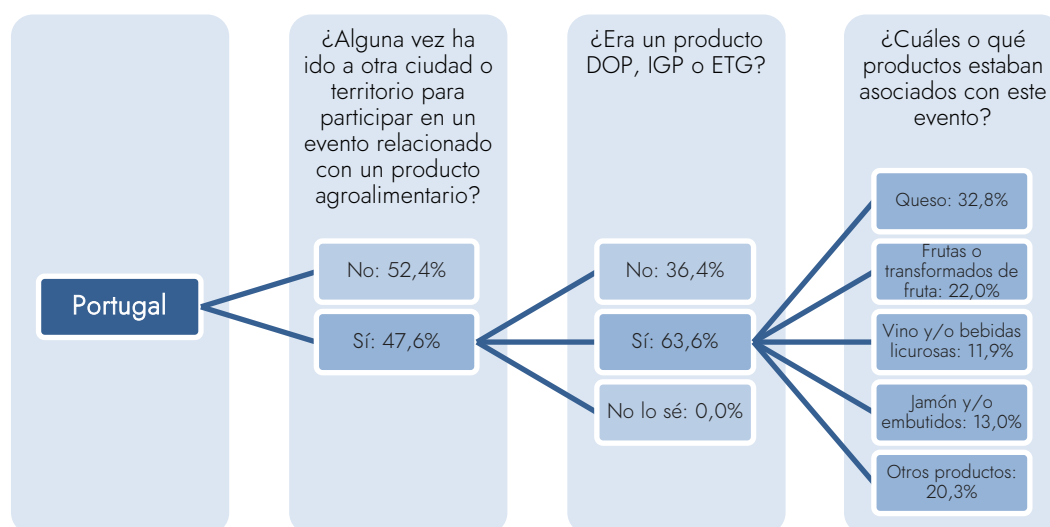 ¿Alguna vez ha
ido a otra ciudad o
territorio para
participar en un
evento relacionado
con un producto
agroalimentario?
¿Era un producto
DOP, IGP o ETG?
¿Cuáles o qué
productos estaban
asociados con este
evento?
Portugal
No: 52,4%
Sí: 47,6%
No: 36,4%
Sí: 63,6%
No lo sé: 0,0%
Queso: 32,8%
Frutas o
transformados de
fruta: 22,0%
Vino y/o bebidas
licurosas: 11,9%
Jamón y/o
embutidos: 13,0%
Otros productos:
20,3%